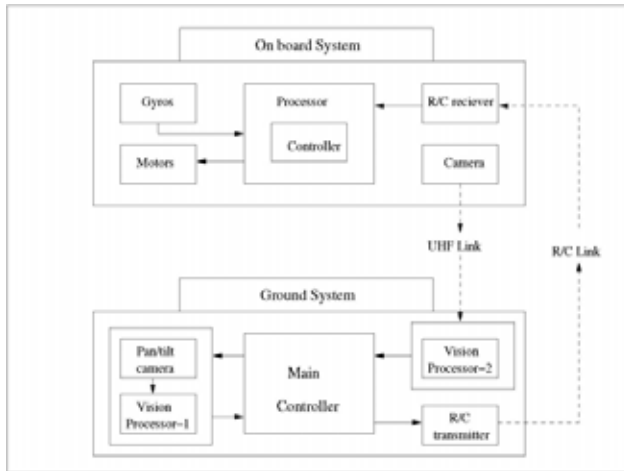 On board System
Gyros
Processor
R/C reciever
Controller
Motors
Camera
UHF Link
R/C Link
Ground System
Pan/tilt
camera
Vision
Processor-1
Main
Controller
Vision
Processor-2
R/C
transmitter